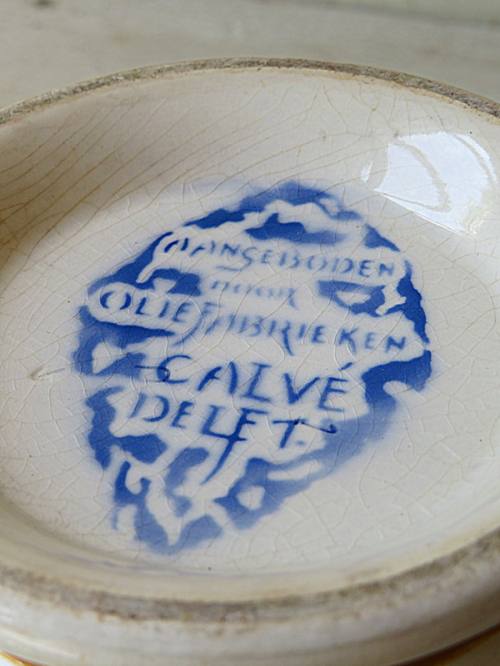 AANGEBODEN
DOOR
OLIEFABRIEKEN
CALVÉ
DELFT.